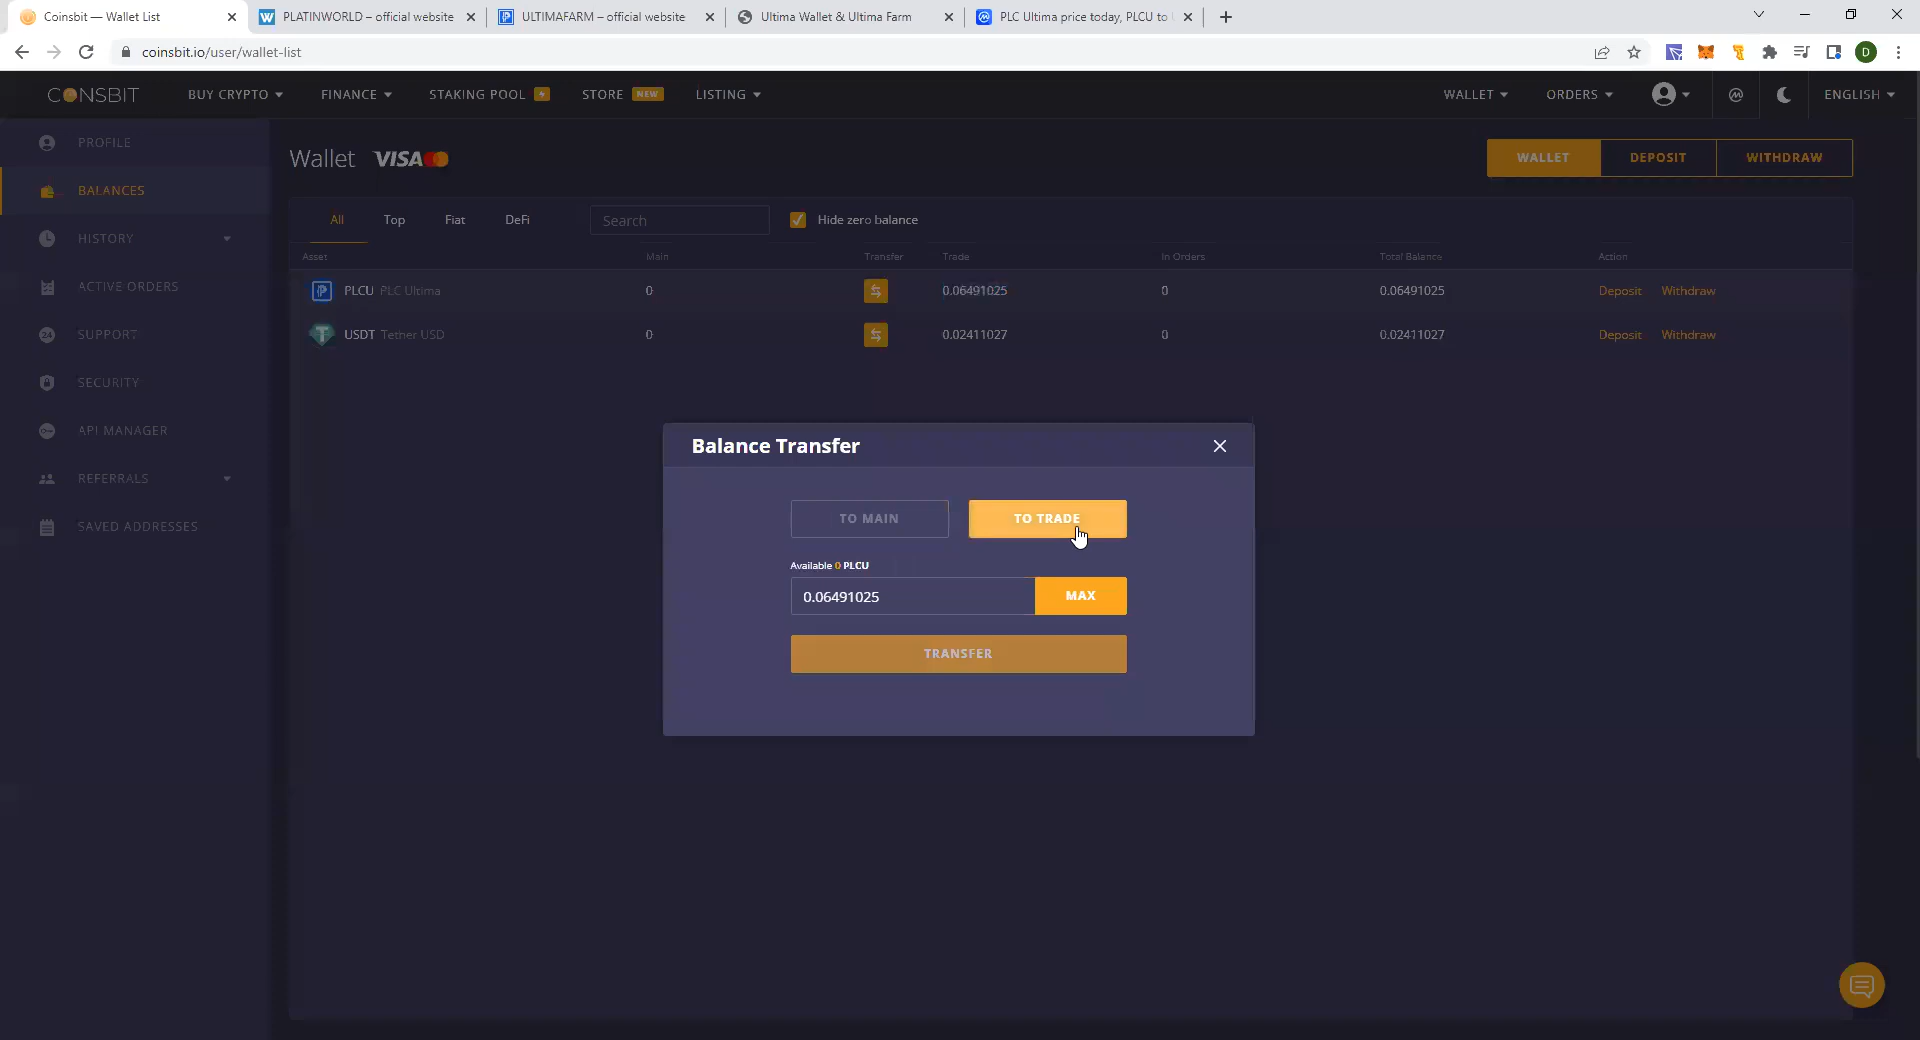 Coinsbit — Wallet List
PLATINWORLD – official website
ULTIMAFARM – official website
Ultima Wallet & Ultima Farm
PLC Ultima price today, PLCU to
coinsbit.io/user/wallet-list
D
CONSBIT
BUY CRYPTO
FINANCE
STAKING POOL
STORE NEW
LISTING
WALLET
ORDERS
ENGLISH
PROFILE
BALANCES
HISTORY
ACTIVE ORDERS
SUPPORT
SECURITY
API MANAGER
REFERRALS
SAVED ADDRESSES
Wallet VISA
WALLET DEPOSIT WITHDRAW
All Top Fiat DeFi Search Hide zero balance
Asset Main Transfer Trade In Orders Total Balance Action
PLCU PLC Ultima 0 0.06491025 0 0.06491025 Deposit Withdraw
USDT Tether USD 0 0.02411027 0 0.02411027 Deposit Withdraw
Balance Transfer
TO MAIN TO TRADE
Available 0 PLCU
0.06491025 MAX
TRANSFER